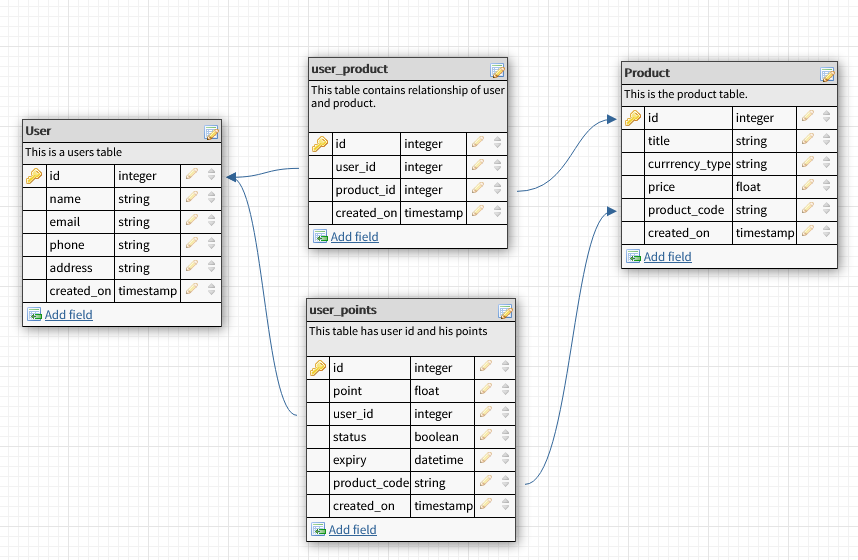 User
This is a users table
id integer
name string
email string
phone string
address string
created_on timestamp
Add field
user_product
This table contains relationship of user
and product.
id integer
user_id integer
product_id integer
created_on timestamp
Add field
user_points
This table has user id and his points
id integer
point float
user_id integer
status boolean
expiry datetime
product_code string
created_on timestamp
Add field
Product
This is the product table.
id integer
title string
currrency_type string
price float
product_code string
created_on timestamp
Add field